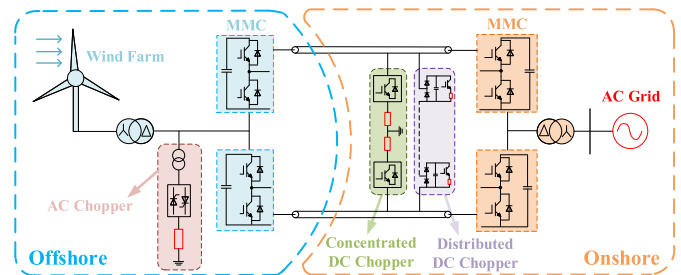 MMC
MMC
Wind Farm
AC Grid
AC Chopper
Concentrated
DC Chopper
Distributed
DC Chopper
Offshore
Onshore